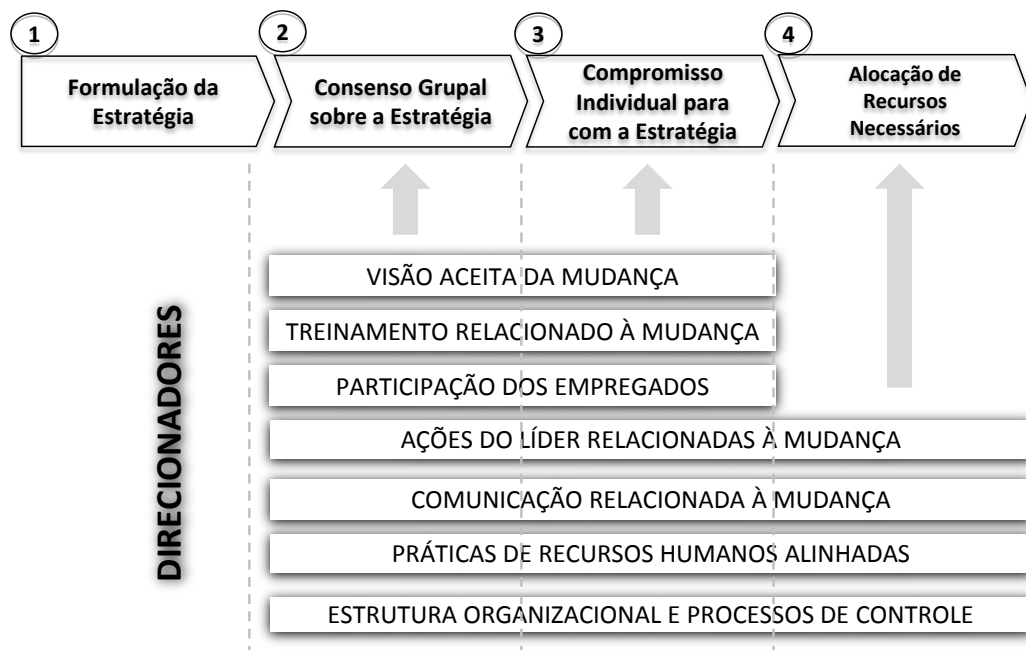 1
Formulação da
Estratégia
2
Consenso Grupal
sobre a Estratégia
3
Compromisso
Individual para
com a Estratégia
4
Alocação de
Recursos
Necessários
DIRECIONADORES
VISÃO ACEITA DA MUDANÇA
TREINAMENTO RELACIONADO À MUDANÇA
PARTICIPAÇÃO DOS EMPREGADOS
AÇÕES DO LÍDER RELACIONADAS À MUDANÇA
COMUNICAÇÃO RELACIONADA À MUDANÇA
PRÁTICAS DE RECURSOS HUMANOS ALINHADAS
ESTRUTURA ORGANIZACIONAL E PROCESSOS DE CONTROLE